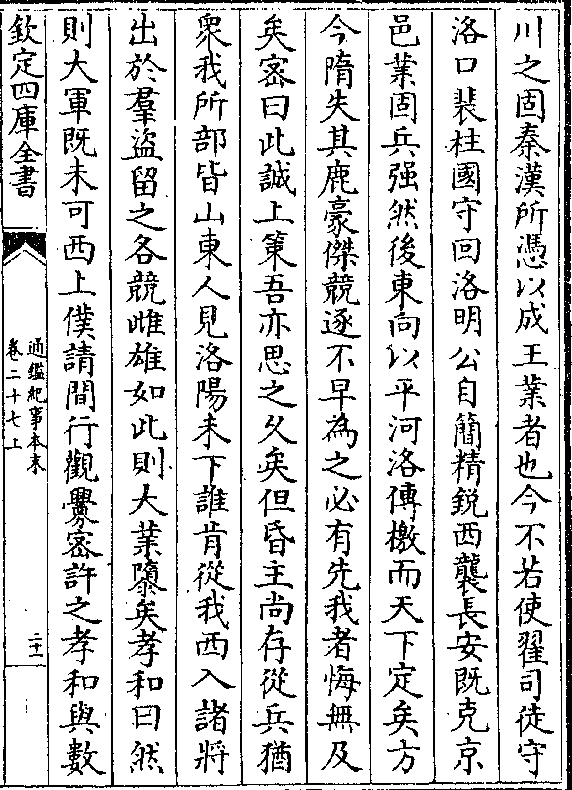 川之固秦漢所憑以成王業者也今不若使翟司徒守
洛口裴柱國守回洛明公自簡精銳西襲長安既克京
邑業固兵强然後東向以平河洛傳檄而天下定矣方
今隋失其鹿豪傑競逐不早為之必有先我者悔無及
矣密曰此誠上策吾亦思之久矣但昏主尚存從兵猶
衆我所部皆山東人見洛陽未下誰肯從我西入諸將
出於羣盜留之各競雌雄如此則大業隳矣孝和曰然
則大軍既未可西上僕請間行觀釁密許之孝和與數
欽定四庫全書
通鑑紀事本末
卷二十七上
二十一